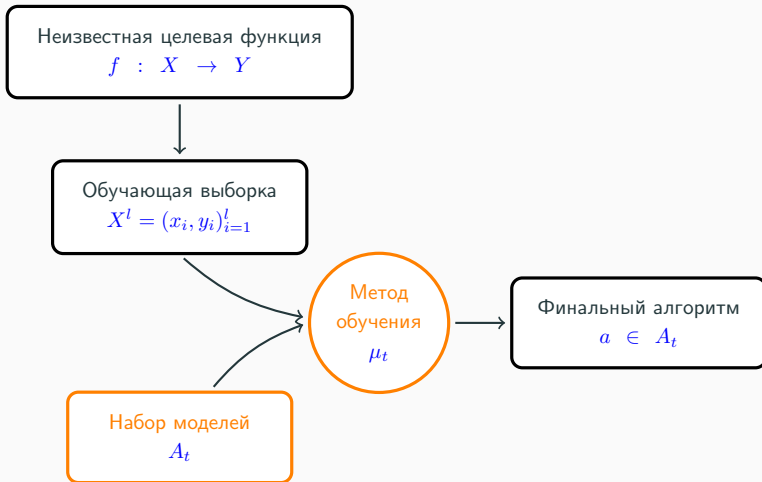 Неизвестная целевая функция
f : X → Y
Обучающая выборка
X^l = (x_i, y_i)_{i=1}^l
Метод
обучения
μ_t
Финальный алгоритм
a ∈ A_t
Набор моделей
A_t